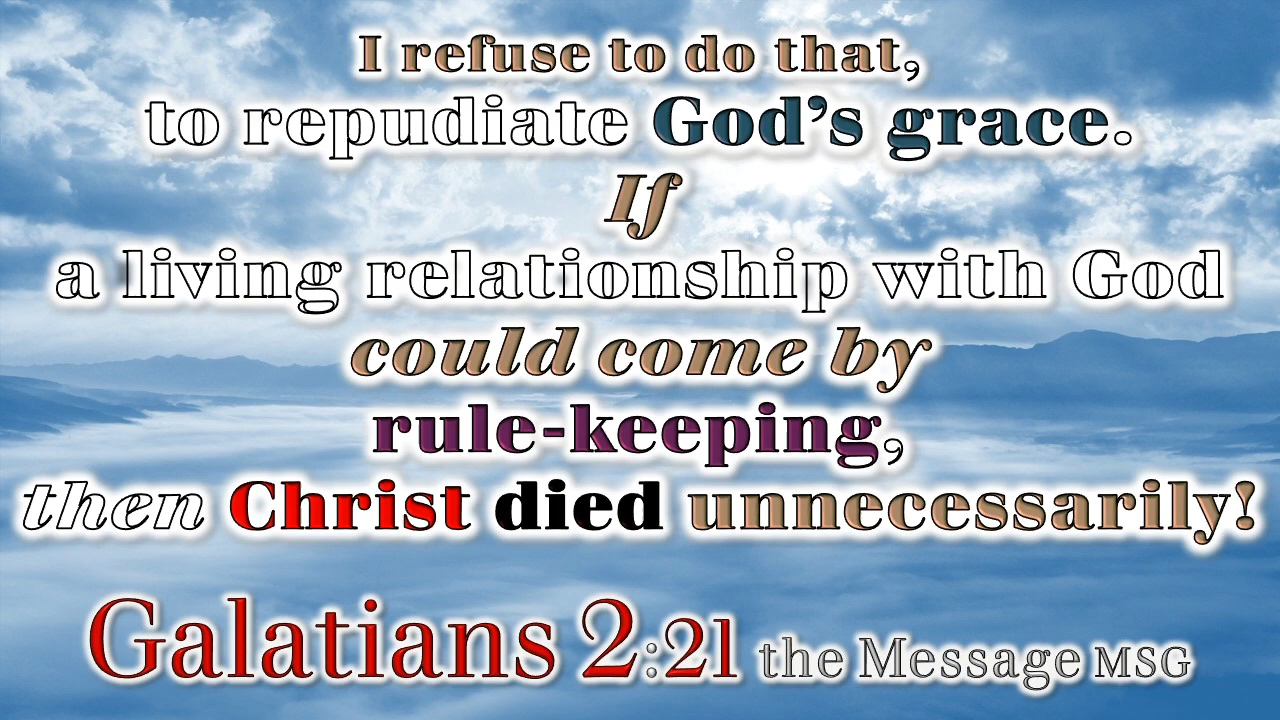 I refuse to do that,
to repudiate God’s grace.
If
a living relationship with God
could come by
rule-keeping,
then Christ died unnecessarily!
Galatians 2:21 the Message MSG